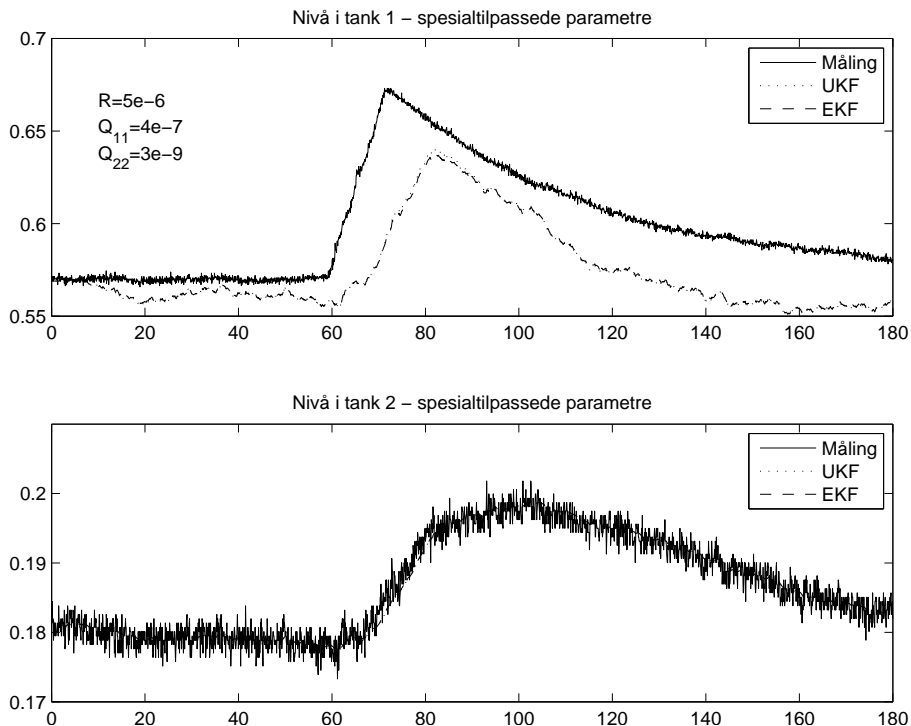 Nivå i tank 1 − spesialtilpassede parametre
0.7
0.65
0.6
0.55
R=5e−6
Q11=4e−7
Q22=3e−9
Måling
UKF
EKF
0 20 40 60 80 100 120 140 160 180
Nivå i tank 2 − spesialtilpassede parametre
0.2
0.19
0.18
0.17
Måling
UKF
EKF
0 20 40 60 80 100 120 140 160 180